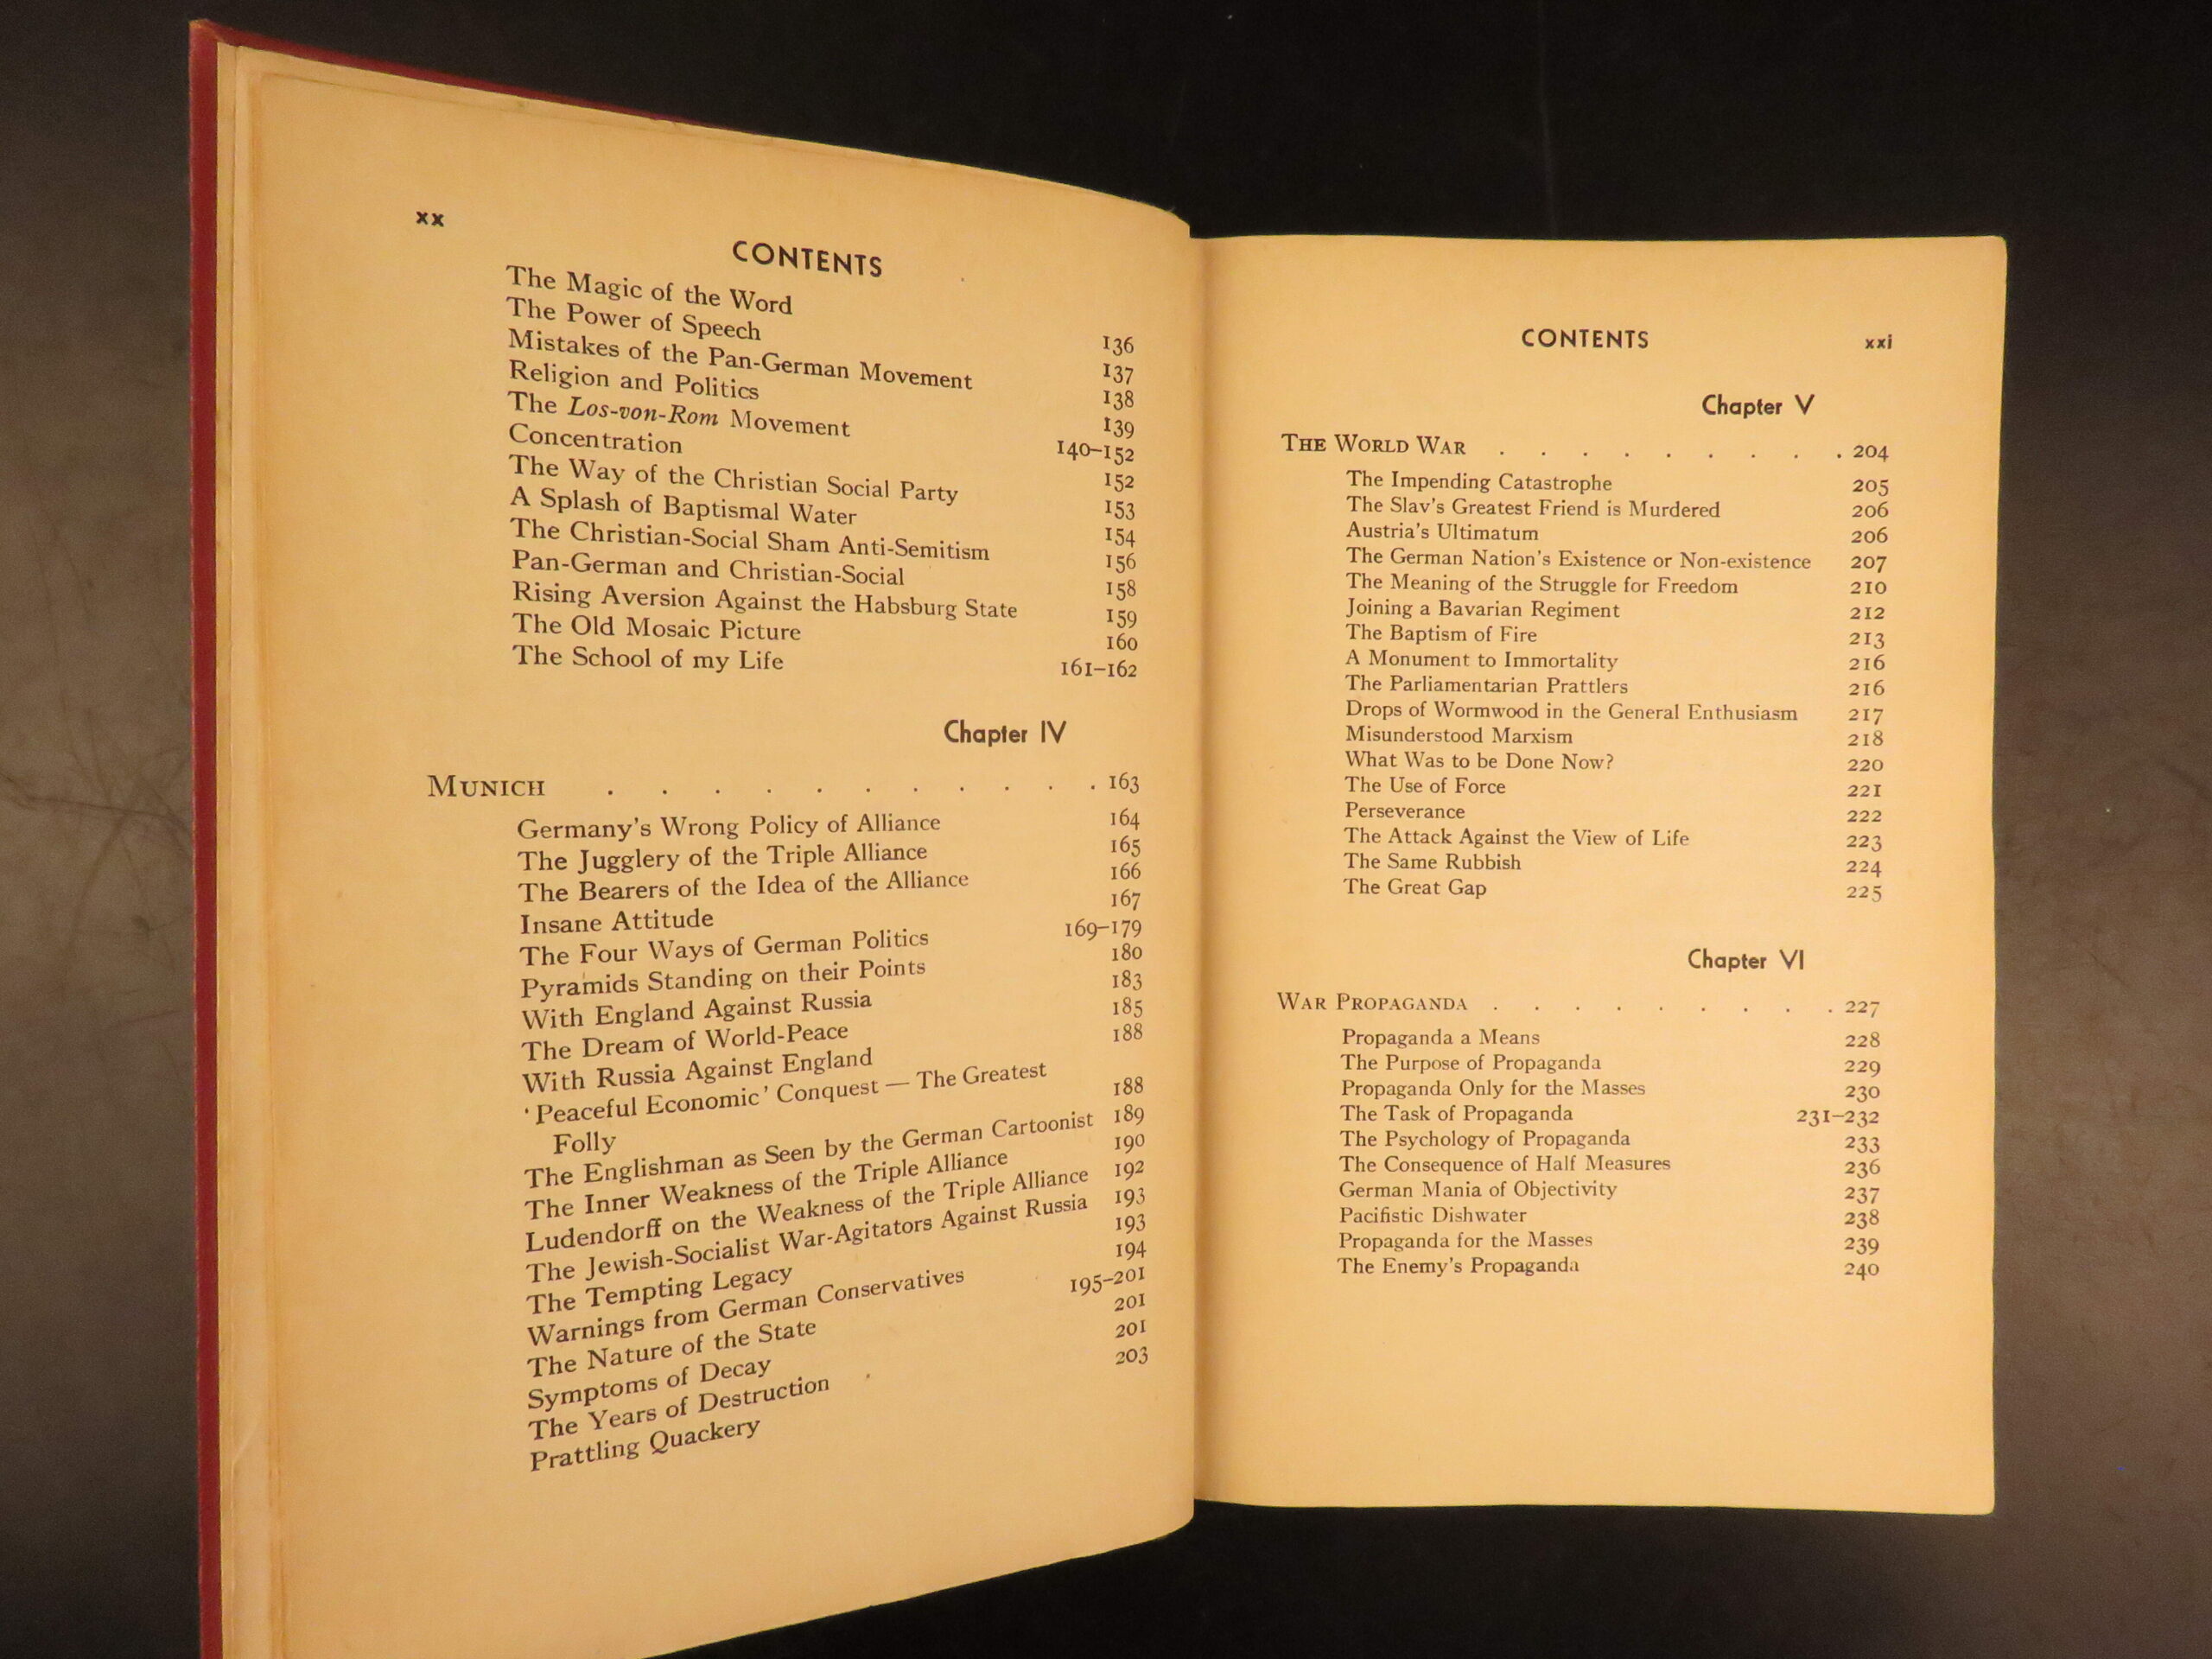 xx
CONTENTS
The Magic of the Word 136
The Power of Speech 137
Mistakes of the Pan-German Movement 138
Religion and Politics 139
The Los-von-Rom Movement 140–152
Concentration 152
The Way of the Christian Social Party 153
A Splash of Baptismal Water 154
The Christian-Social Sham Anti-Semitism 156
Pan-German and Christian-Social 158
Rising Aversion Against the Habsburg State 159
The Old Mosaic Picture 160
The School of my Life 161–162
Chapter IV
MUNICH . . . . . . . . . . . 163
Germany's Wrong Policy of Alliance 164
The Jugglery of the Triple Alliance 165
The Bearers of the Idea of the Alliance 166
Insane Attitude 167
The Four Ways of German Politics 169–179
Pyramids Standing on their Points 180
With England Against Russia 183
The Dream of World-Peace 185
With Russia Against England 188
'Peaceful Economic' Conquest — The Greatest
Folly 188
The Englishman as Seen by the German Cartoonist 189
The Inner Weakness of the Triple Alliance 190
Ludendorff on the Weakness of the Triple Alliance 192
The Jewish-Socialist War-Agitators Against Russia 193
The Tempting Legacy 193
Warnings from German Conservatives 194
The Nature of the State 195–201
Symptoms of Decay 201
The Years of Destruction 201
Prattling Quackery 203
CONTENTS xxi
Chapter V
THE WORLD WAR . . . . . . . . . 204
The Impending Catastrophe 205
The Slav's Greatest Friend is Murdered 206
Austria's Ultimatum 206
The German Nation's Existence or Non-existence 207
The Meaning of the Struggle for Freedom 210
Joining a Bavarian Regiment 212
The Baptism of Fire 213
A Monument to Immortality 216
The Parliamentarian Prattlers 216
Drops of Wormwood in the General Enthusiasm 217
Misunderstood Marxism 218
What Was to be Done Now? 220
The Use of Force 221
Perseverance 222
The Attack Against the View of Life 223
The Same Rubbish 224
The Great Gap 225
Chapter VI
WAR PROPAGANDA . . . . . . . . . 227
Propaganda a Means 228
The Purpose of Propaganda 229
Propaganda Only for the Masses 230
The Task of Propaganda 231–232
The Psychology of Propaganda 233
The Consequence of Half Measures 236
German Mania of Objectivity 237
Pacifistic Dishwater 238
Propaganda for the Masses 239
The Enemy's Propaganda 240